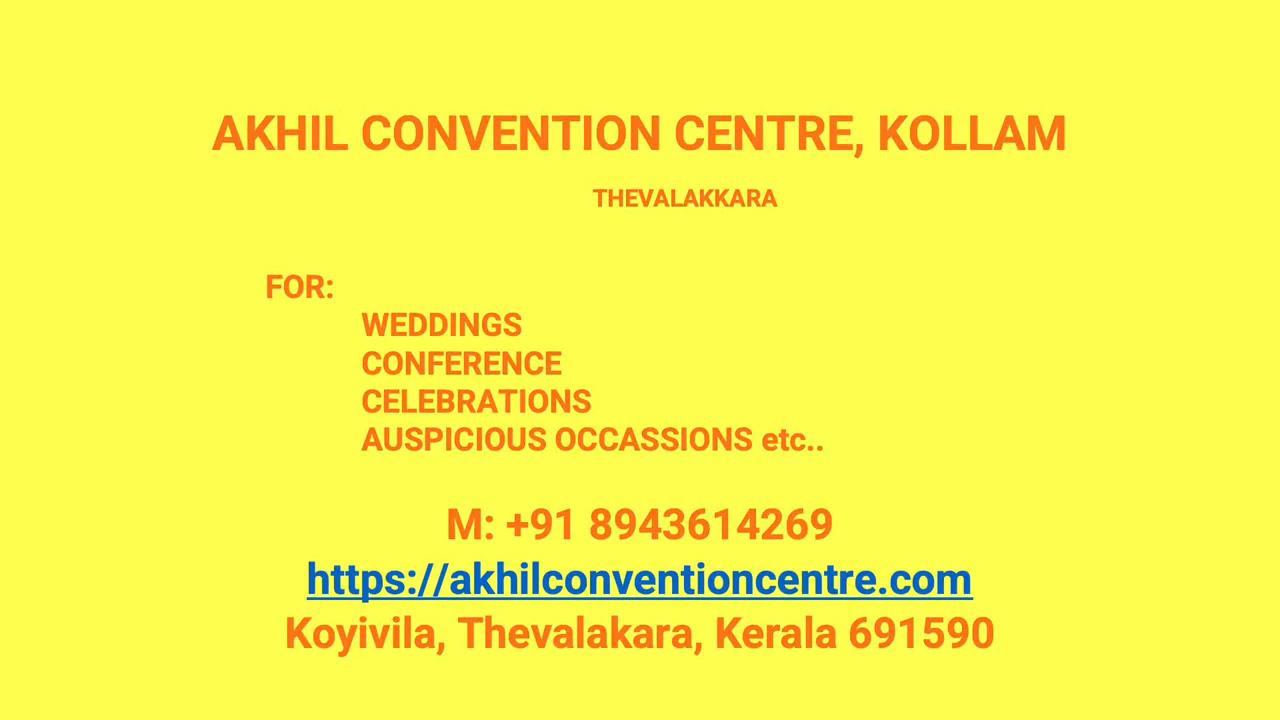 AKHIL CONVENTION CENTRE, KOLLAM
THEVALAKKARA
FOR:
WEDDINGS
CONFERENCE
CELEBRATIONS
AUSPICIOUS OCCASSIONS etc..
M: +91 8943614269
https://akhilconventioncentre.com
Koyivila, Thevalakara, Kerala 691590